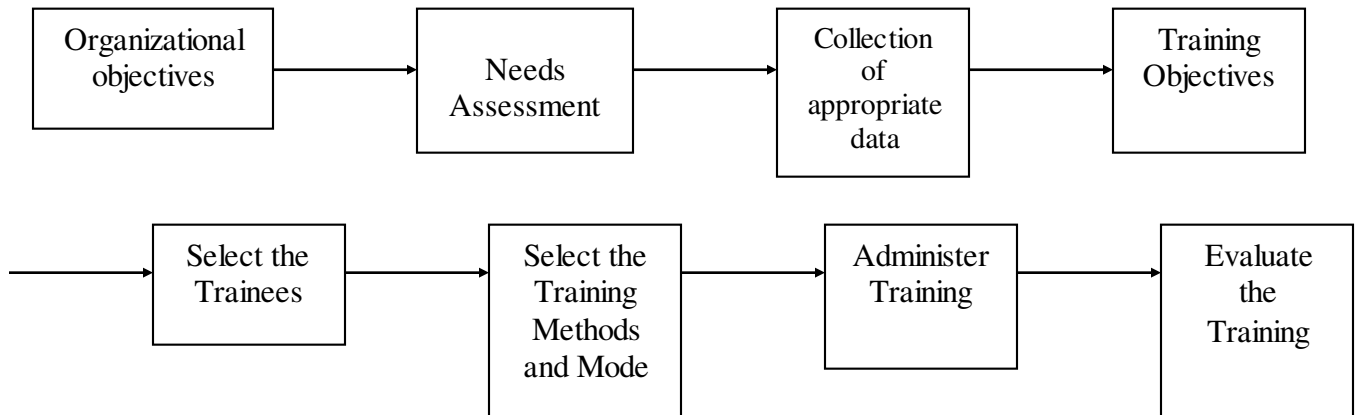 Organizational
objectives
Needs
Assessment
Collection
of
appropriate
data
Training
Objectives
Select the
Trainees
Select the
Training
Methods
and Mode
Administer
Training
Evaluate
the
Training